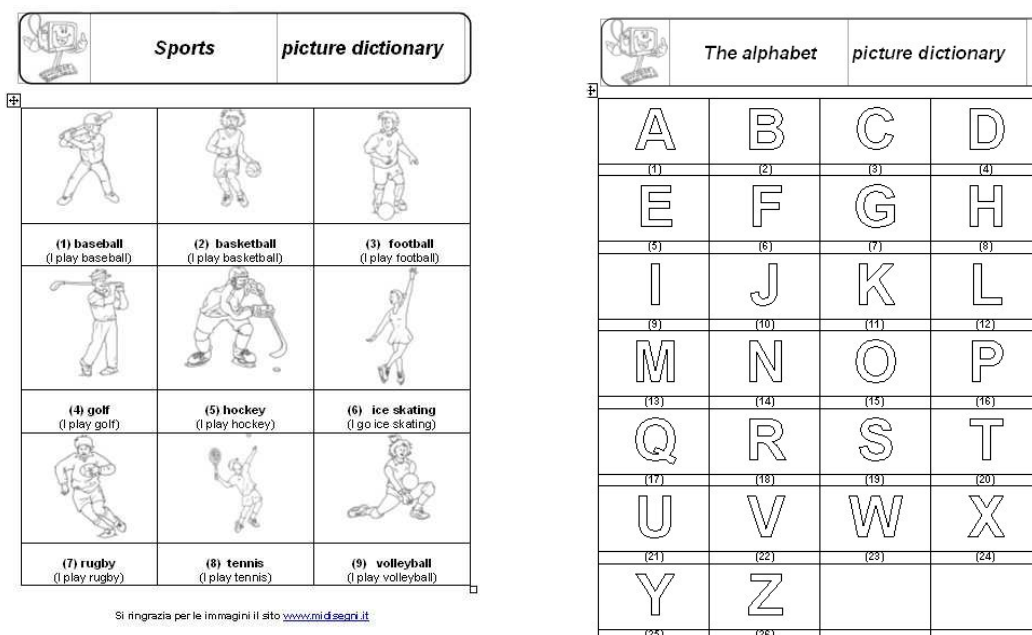 Sports picture dictionary
(1) baseball (2) basketball (3) football
(I play baseball) (I play basketball) (I play football)
(4) golf (5) hockey (6) ice skating
(I play golf) (I play hockey) (I go ice skating)
(7) rugby (8) tennis (9) volleyball
(I play rugby) (I play tennis) (I play volleyball)
Si ringrazia per le immagini il sito www.midisegni.it
The alphabet picture dictionary
A B C D
(1) (2) (3) (4)
E F G H
(5) (6) (7) (8)
I J K L
(9) (10) (11) (12)
M N O P
(13) (14) (15) (16)
Q R S T
(17) (18) (19) (20)
U V W X
(21) (22) (23) (24)
Y Z
(25) (26)